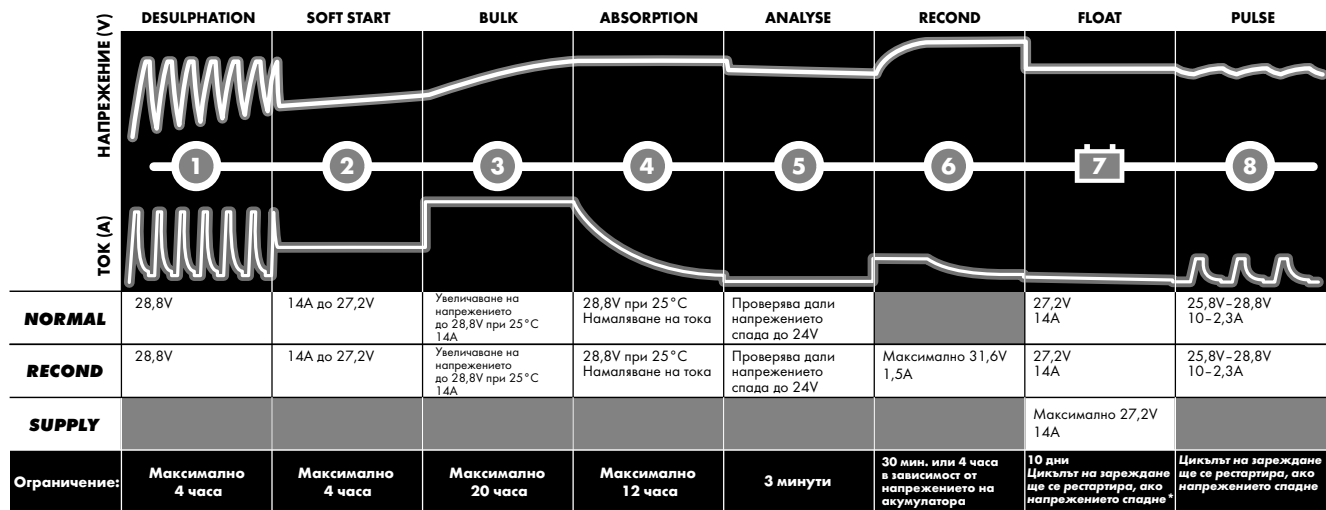 DESULPHATION SOFT START BULK ABSORPTION ANALYSE RECOND FLOAT PULSE
НАПРЕЖЕНИЕ (V)
1 2 3 4 5 6 7 8
ТОК (A)
NORMAL
28,8V
14A до 27,2V
Увеличаване на
напрежението
до 28,8V при 25°C
14A
28,8V при 25°C
Намаляване на тока
Проверява дали
напрежението
спада до 24V
27,2V
14A
25,8V–28,8V
10–2,3A
RECOND
28,8V
14A до 27,2V
Увеличаване на
напрежението
до 28,8V при 25°C
14A
28,8V при 25°C
Намаляване на тока
Проверява дали
напрежението
спада до 24V
Максимално 31,6V
1,5A
27,2V
14A
25,8V–28,8V
10–2,3A
SUPPLY
Максимално 27,2V
14A
Ограничение:
Максимално
4 часа
Максимално
4 часа
Максимално
20 часа
Максимално
12 часа
3 минути
30 мин. или 4 часа
в зависимост от
напрежението на
акумулатора
10 дни
Цикълът на зареждане
ще се рестартира, ако
напрежението спадне*
Цикълът на зареждане
ще се рестартира, ако
напрежението спадне